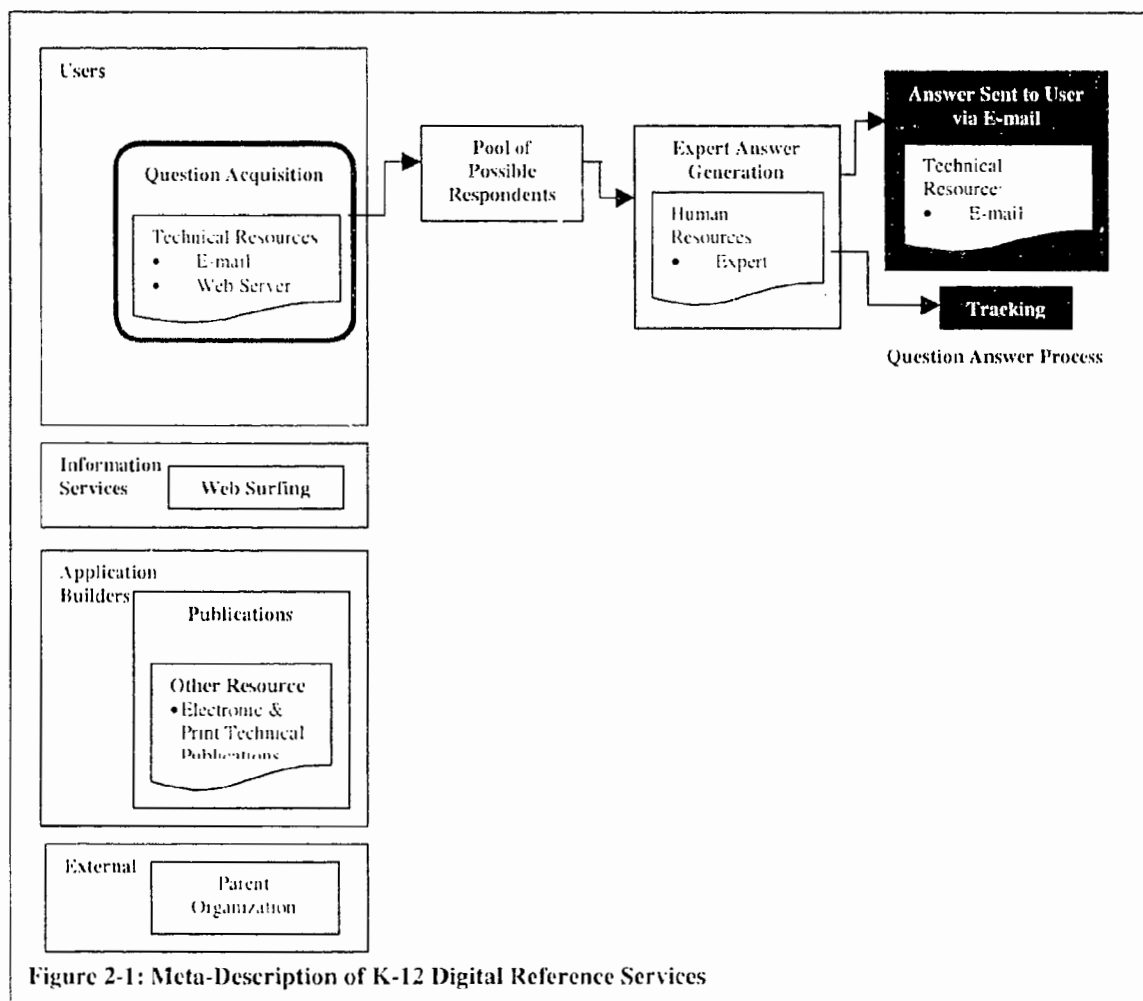 Users
Question Acquisition
Technical Resources
• E-mail
• Web Server
Pool of
Possible
Respondents
Expert Answer
Generation
Human
Resources
• Expert
Answer Sent to User
via E-mail
Technical
Resource:
• E-mail
Tracking
Question Answer Process
Information
Services
Web Surfing
Application
Builders
Publications
Other Resource
• Electronic &
Print Technical
Publications
External
Parent
Organization
Figure 2-1: Meta-Description of K-12 Digital Reference Services